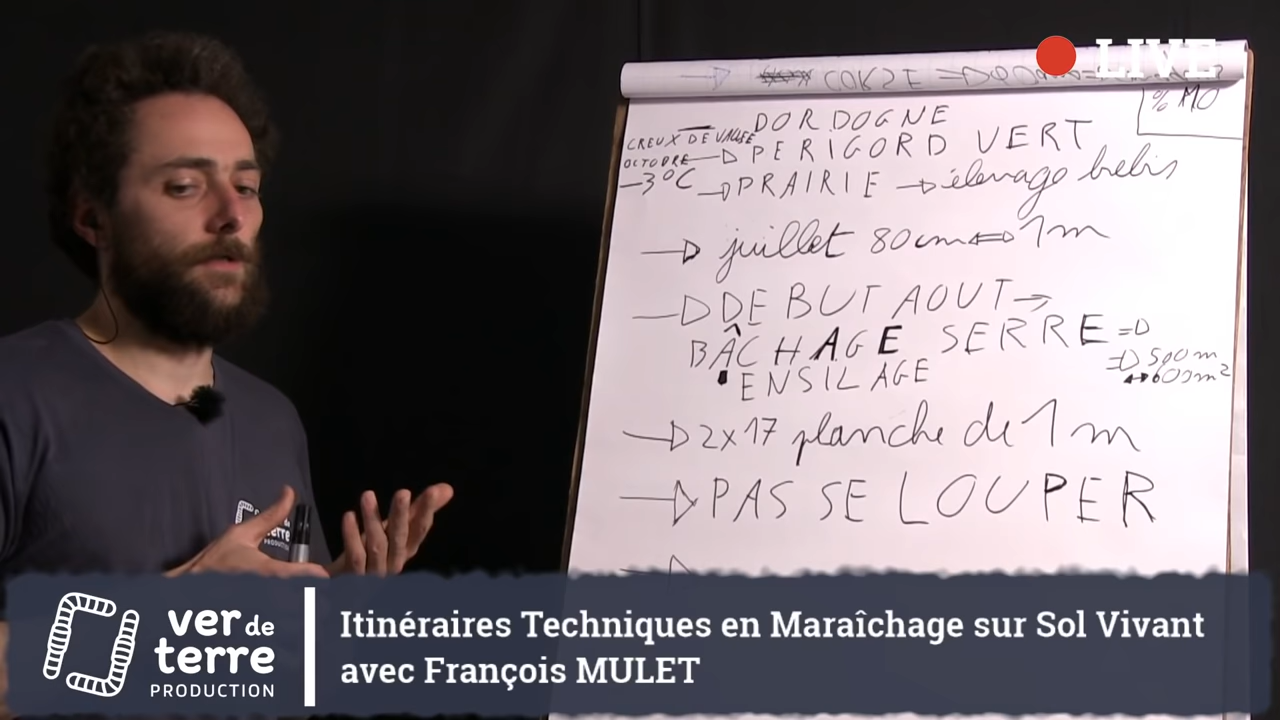 LIVE
CORSE
% MO
DORDOGNE
CREUX DE VALLÉE
PERIGORD VERT
OCTOBRE
-3°C
PRAIRIE → élevage brebis
→ juillet 80cm ⇔ 1m
→ DEBUT AOUT →
BÂCHAGE SERRE ⇒
ENSILAGE
⇒ 500m
↔ 600m²
→ 2x17 planche de 1m
→ PAS SE LOUPER
ver de
terre
PRODUCTION
Itinéraires Techniques en Maraîchage sur Sol Vivant
avec François MULET